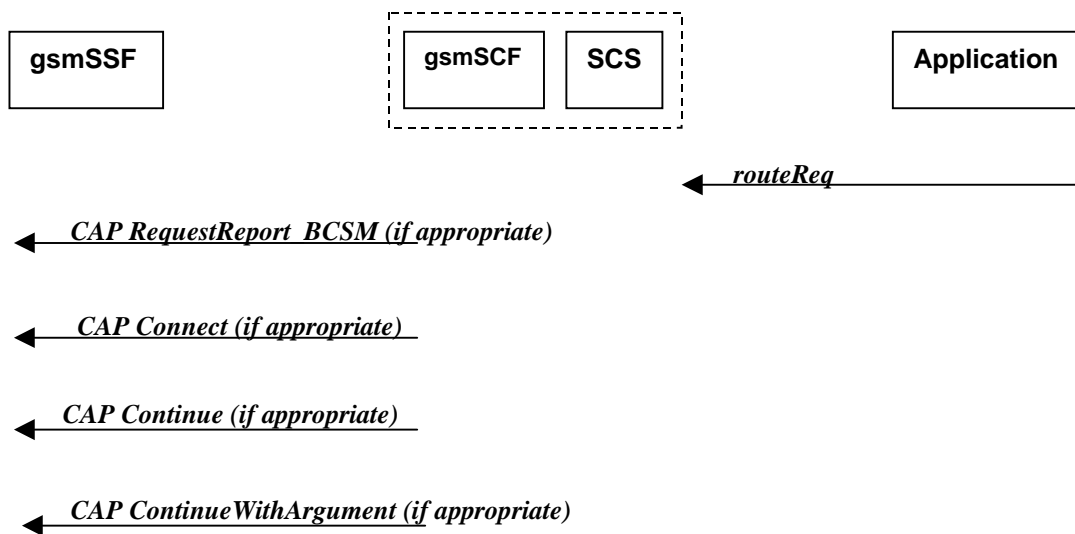 gsmSSF
gsmSCF
SCS
Application
routeReq
CAP RequestReport BCSM (if appropriate)
CAP Connect (if appropriate)
CAP Continue (if appropriate)
CAP ContinueWithArgument (if appropriate)